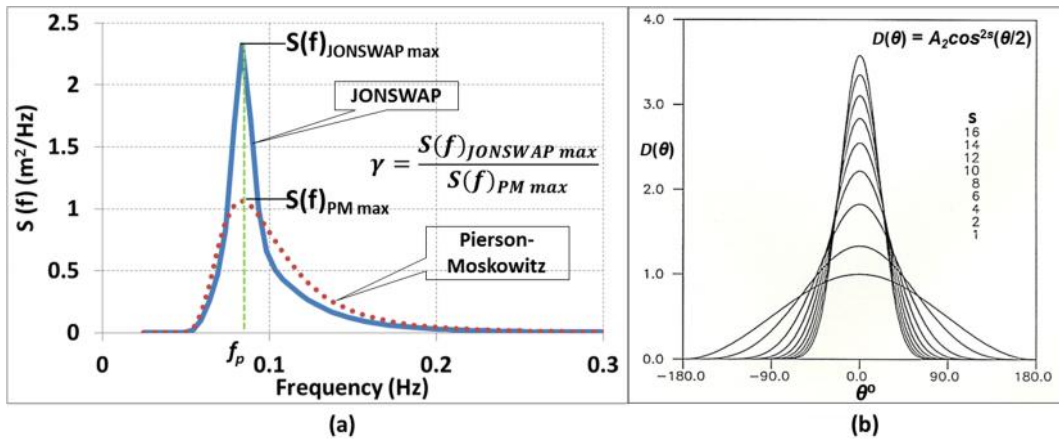 2.5
2
1.5
1
0.5
0
S (f) (m²/Hz)
S(f)JONSWAP max
JONSWAP
γ = S(f)JONSWAP max
S(f)PM max
S(f)PM max
Pierson-
Moskowitz
0
fp
0.1
0.2
0.3
Frequency (Hz)
(a)
4.0
3.0
2.0
1.0
0.0
D(θ)
D(θ) = A₂cos²ˢ(θ/2)
s
16
14
12
10
8
6
4
2
1
-180.0
-90.0
0.0
90.0
180.0
θº
(b)